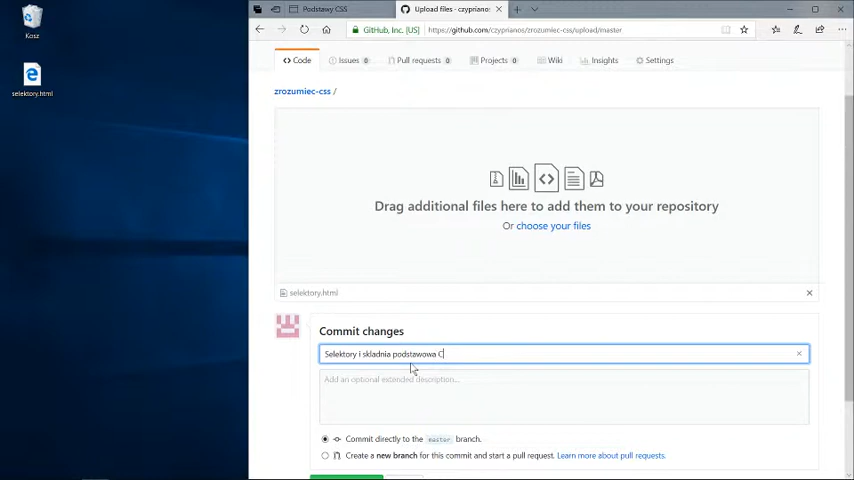 Kosz
selektory.html
Podstawy CSS
Upload files - czyprianos/
GitHub, Inc. [US]
https://github.com/czyprianos/zrozumiec-css/upload/master
Code
Issues 0
Pull requests 0
Projects 0
Wiki
Insights
Settings
zrozumiec-css /
Drag additional files here to add them to your repository
Or choose your files
selektory.html
Commit changes
Selektory i skladnia podstawowa C
Add an optional extended description...
Commit directly to the master branch.
Create a new branch for this commit and start a pull request. Learn more about pull requests.